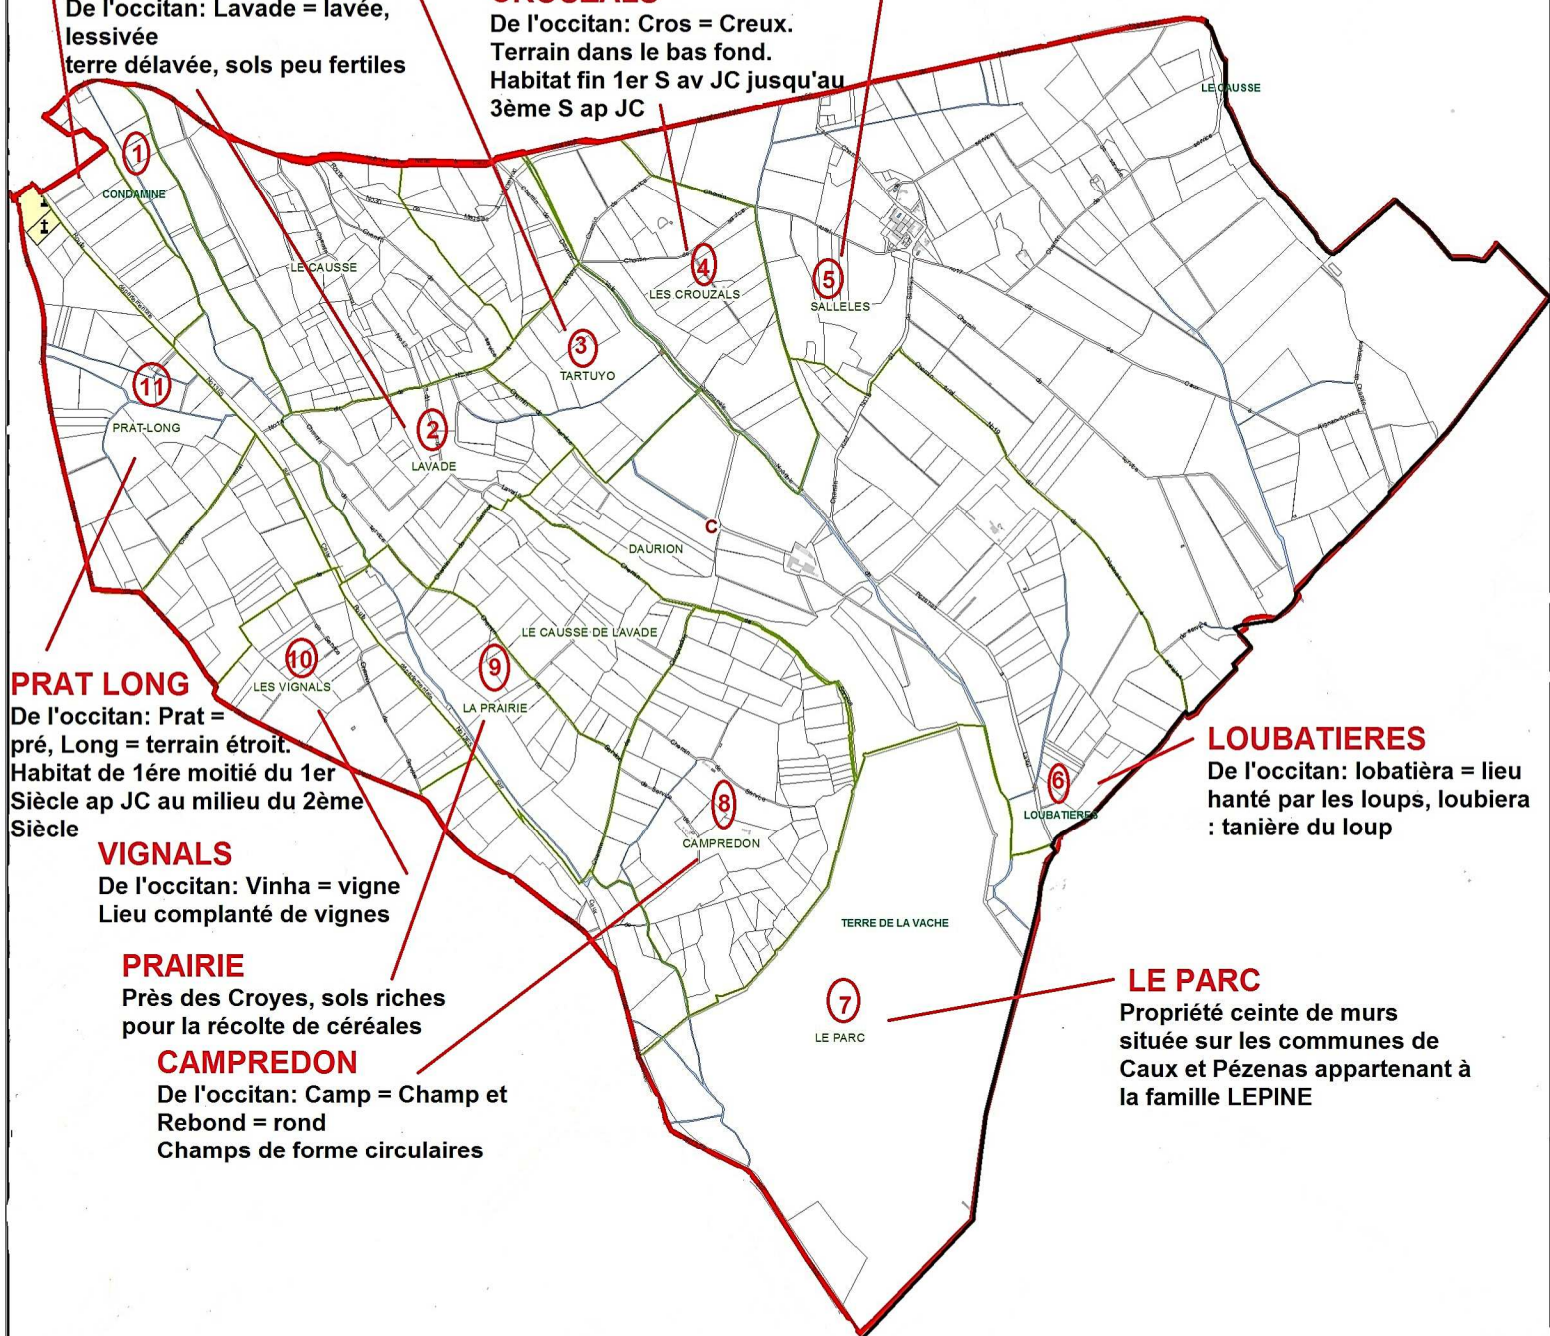 De l'occitan: Lavade = lavée,
lessivée
terre délavée, sols peu fertiles
De l'occitan: Cros = Creux.
Terrain dans le bas fond.
Habitat fin 1er S av JC jusqu'au
3ème S ap JC
LE CAUSSE
1
CONDAMINE
LE CAUSSE
4
LES CROUZALS
5
SALLELES
3
TARTUYO
11
PRAT-LONG
2
LAVADE
C
DAURION
LE CAUSSE DE LAVADE
10
LES VIGNALS
9
LA PRAIRIE
8
CAMPREDON
6
LOUBATIERES
TERRE DE LA VACHE
7
LE PARC
PRAT LONG
De l'occitan: Prat =
pré, Long = terrain étroit.
Habitat de 1ére moitié du 1er
Siècle ap JC au milieu du 2ème
Siècle
VIGNALS
De l'occitan: Vinha = vigne
Lieu complanté de vignes
PRAIRIE
Près des Croyes, sols riches
pour la récolte de céréales
CAMPREDON
De l'occitan: Camp = Champ et
Rebond = rond
Champs de forme circulaires
LOUBATIERES
De l'occitan: lobatièra = lieu
hanté par les loups, loubiera
: tanière du loup
LE PARC
Propriété ceinte de murs
située sur les communes de
Caux et Pézenas appartenant à
la famille LEPINE